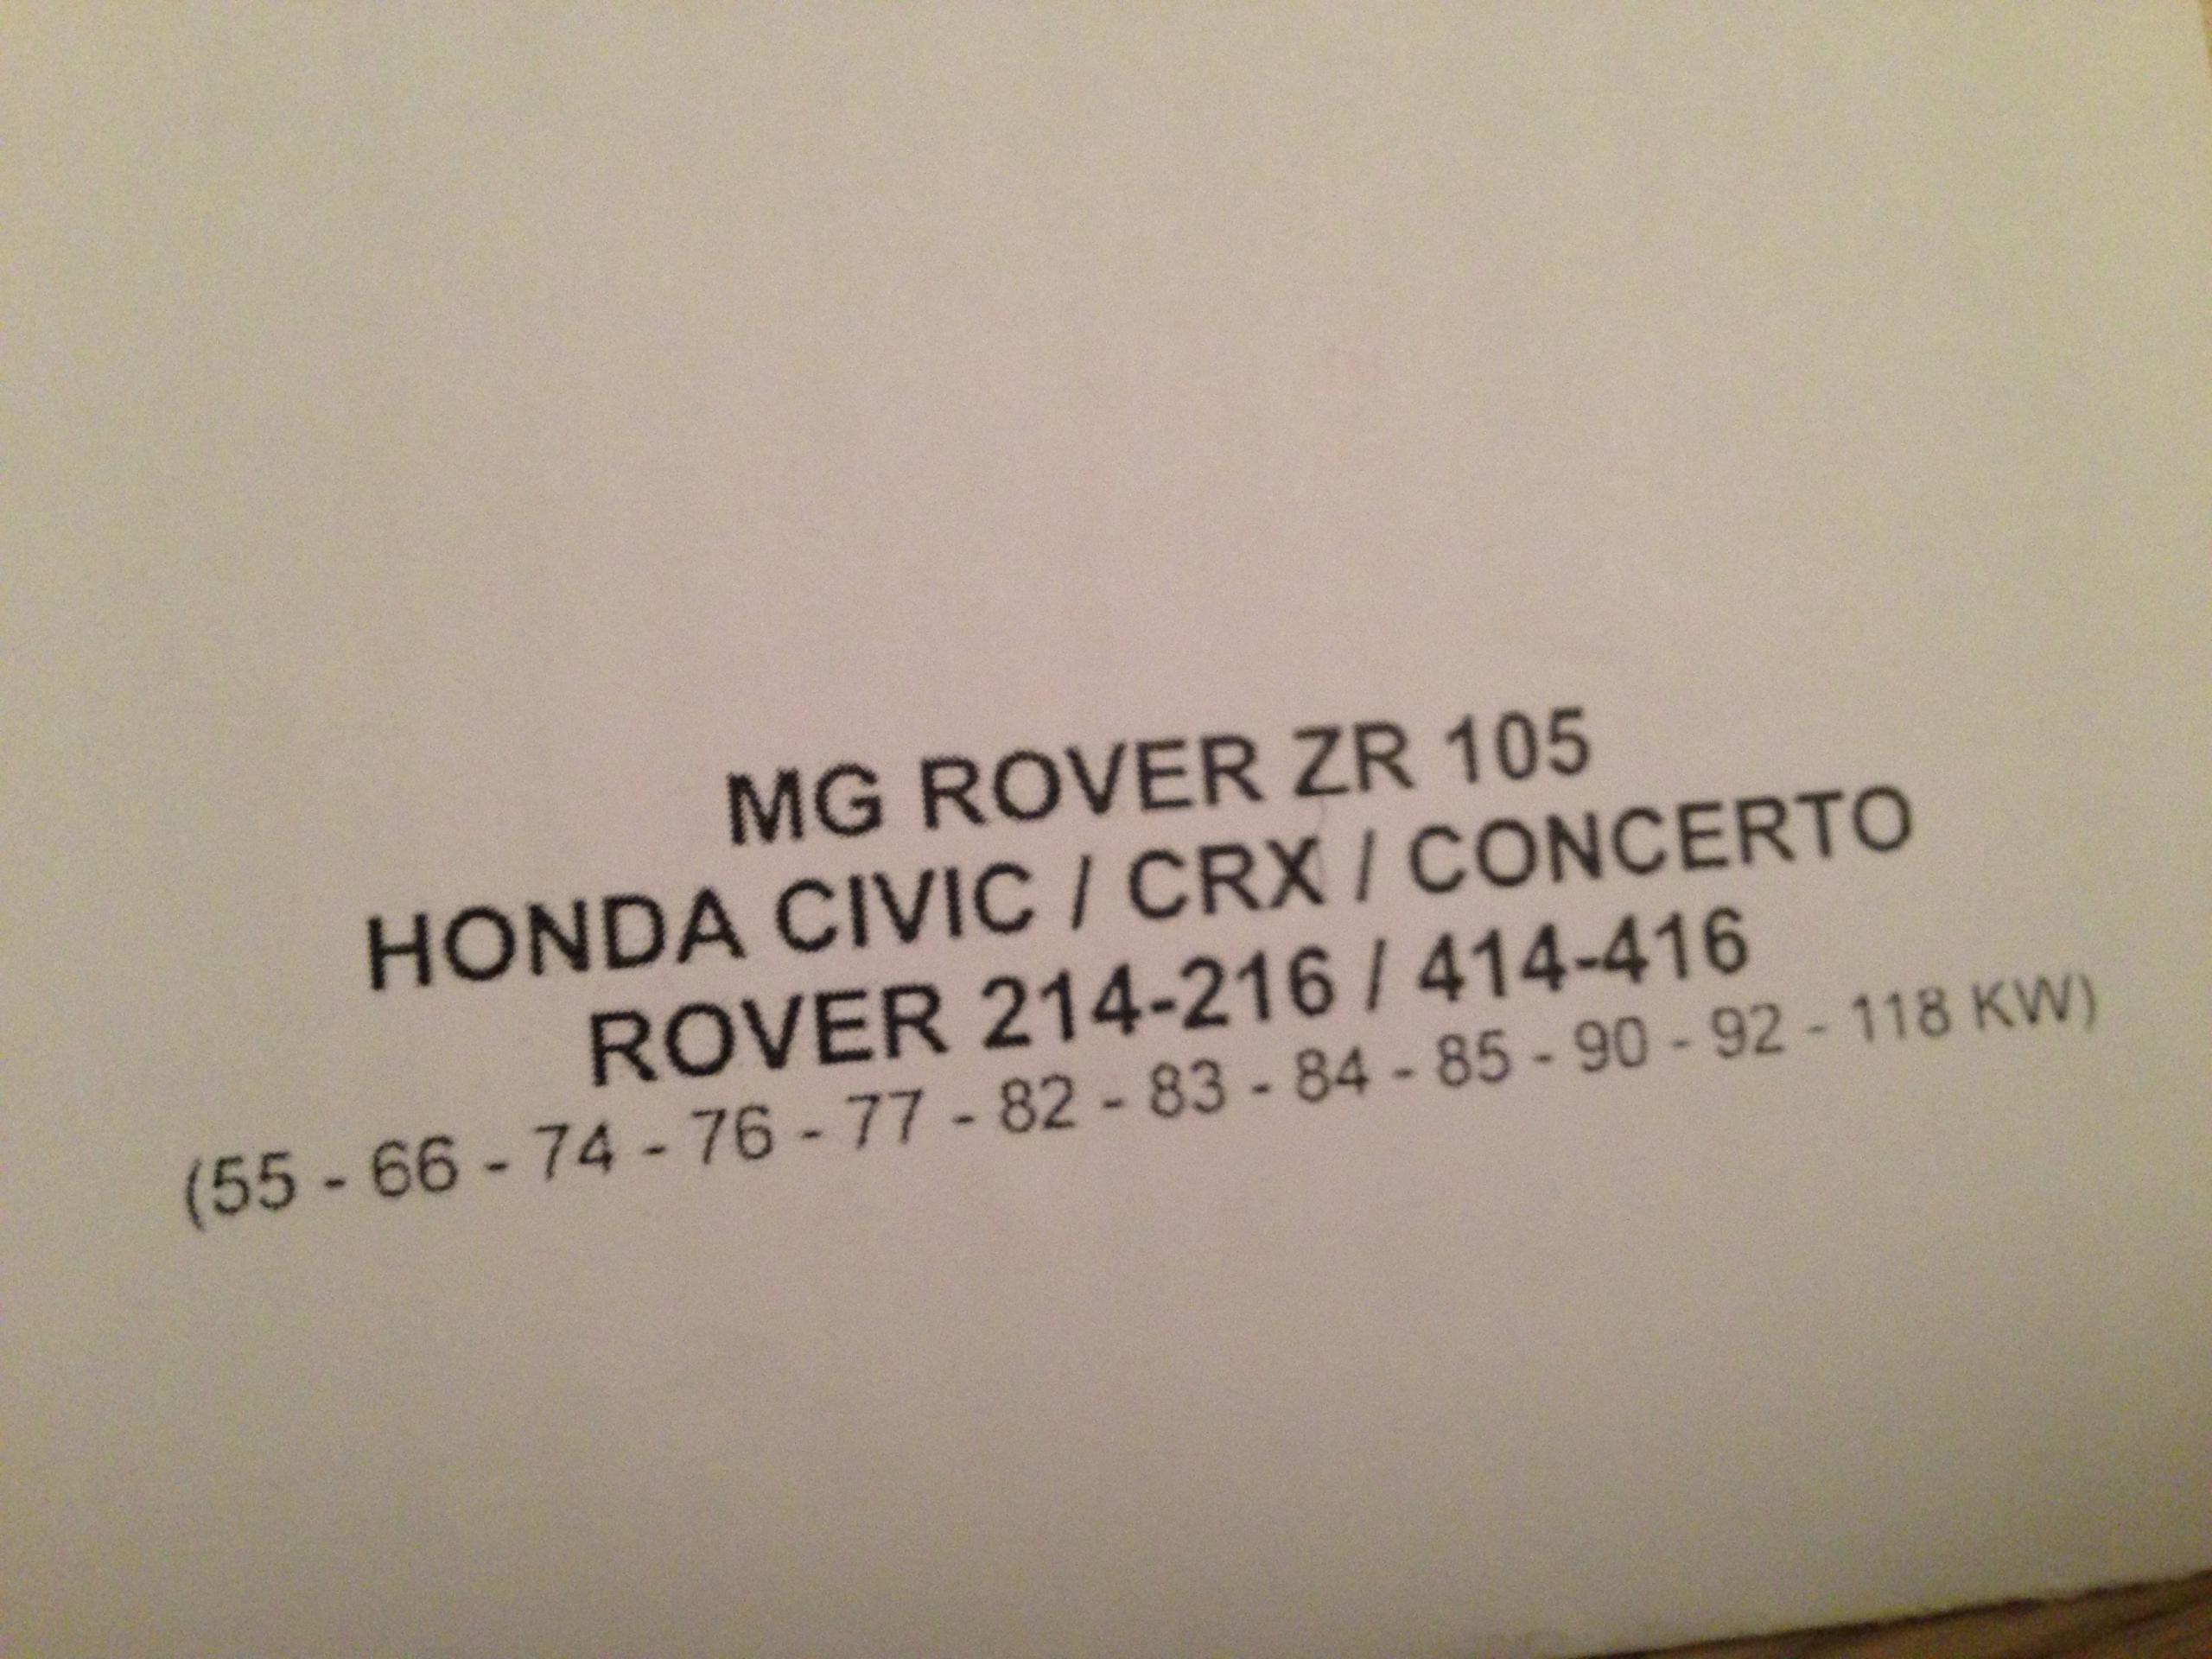 MG ROVER ZR 105
HONDA CIVIC / CRX / CONCERTO
ROVER 214-216 / 414-416
(55 - 66 - 74 - 76 - 77 - 82 - 83 - 84 - 85 - 90 - 92 - 118 KW)